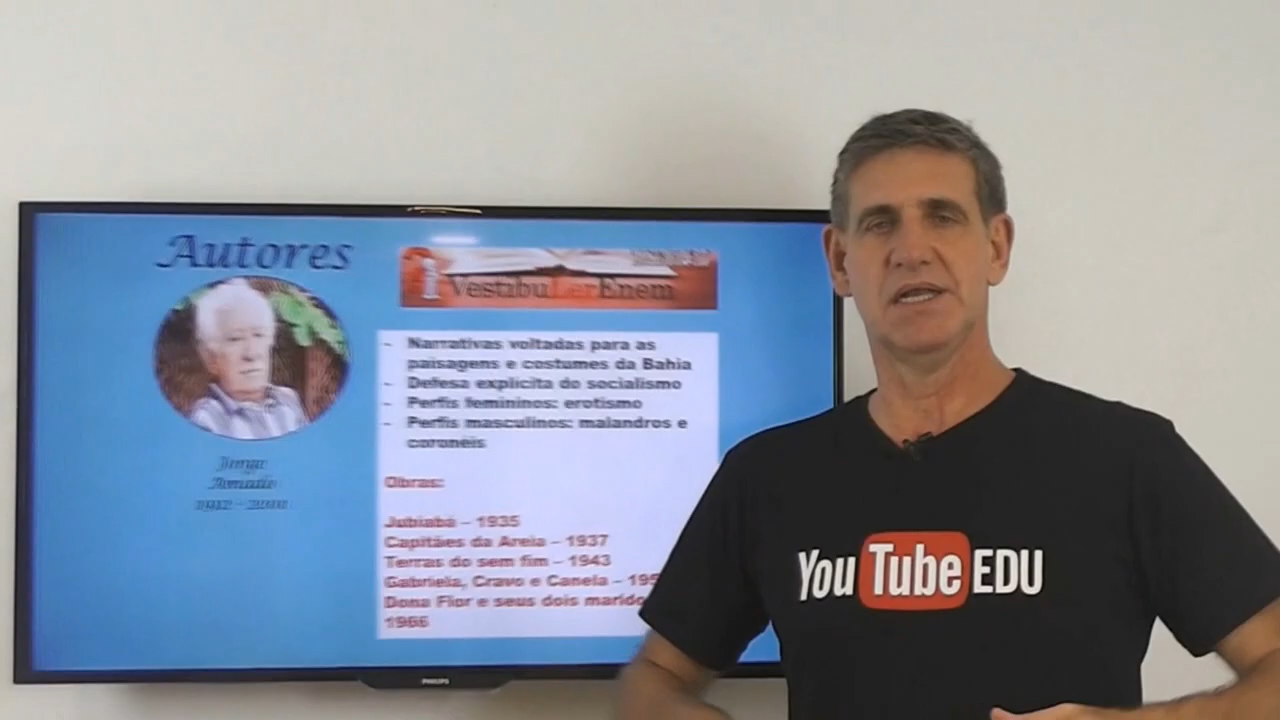 Autores
VestibuLerEnem
- Narrativas voltadas para as
paisagens e costumes da Bahia
- Defesa explícita do socialismo
- Perfis femininos: erotismo
- Perfis masculinos: malandros e
coronéis
Jorge
Amado
1912 - 2001
Obras:
Jubiabá – 1935
Capitães da Areia – 1937
Terras do sem fim – 1943
Gabriela, Cravo e Canela – 195
Dona Flor e seus dois marido
1966
PHILIPS
YouTube EDU